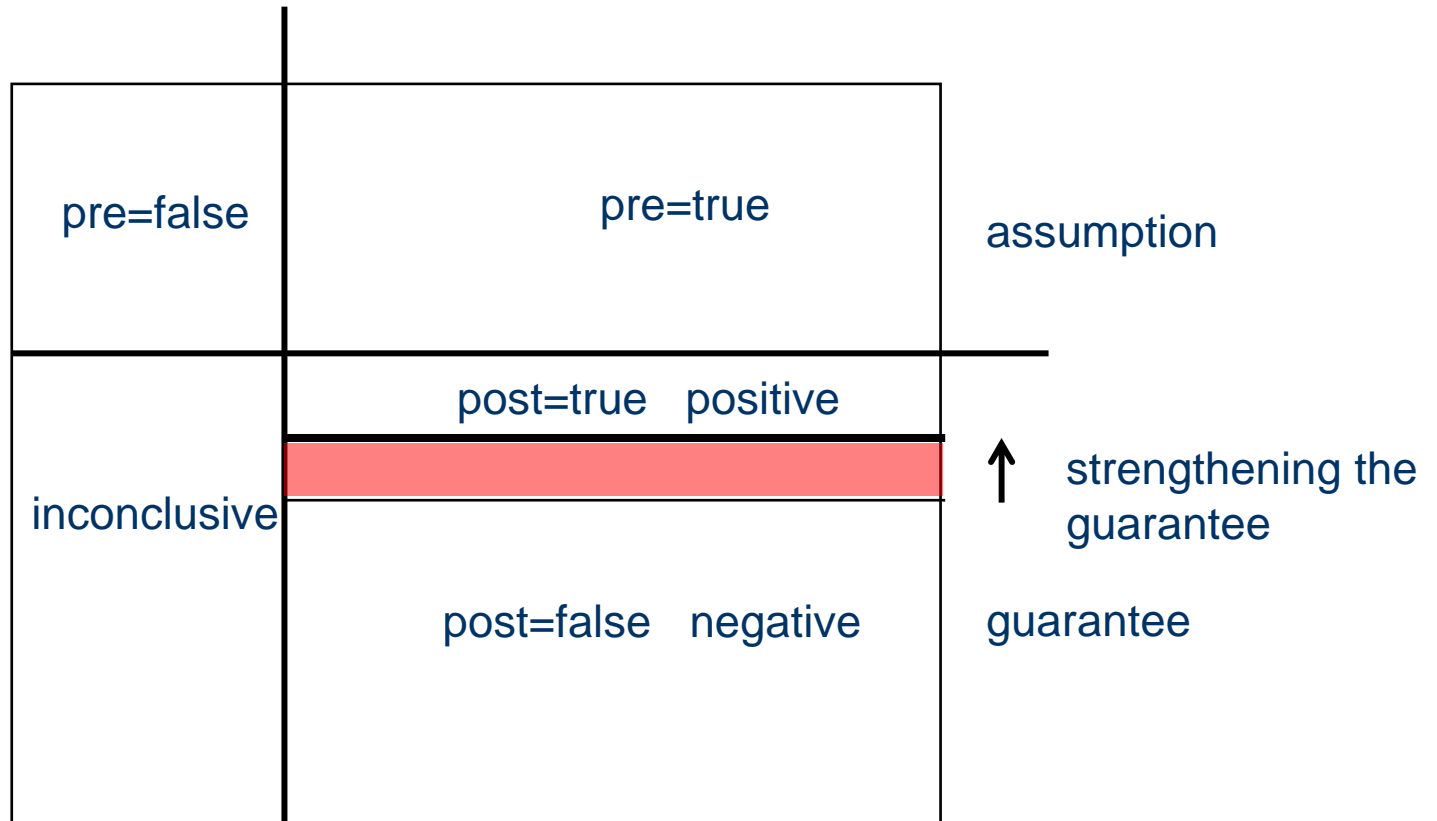 pre=false
pre=true
assumption
post=true positive
inconclusive
strengthening the
guarantee
post=false negative
guarantee